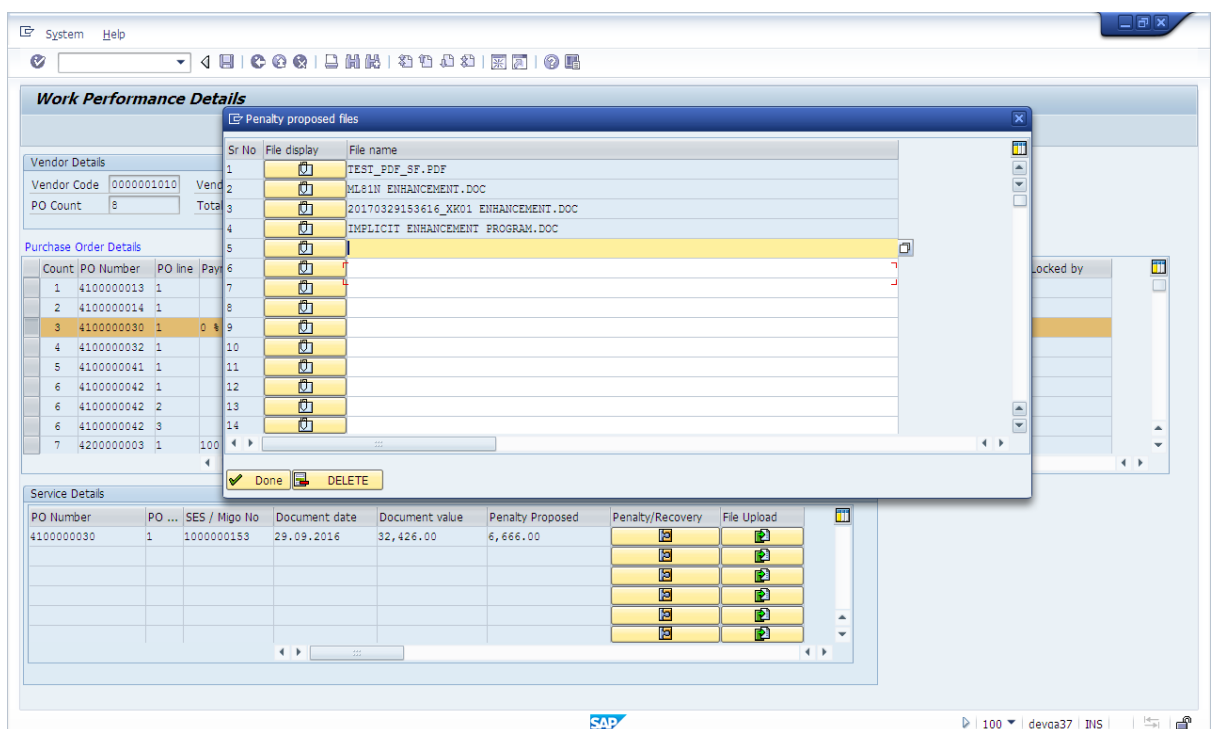 System Help
Work Performance Details
Penalty proposed files
Sr No File display File name
1 TEST_PDF_SF.PDF
2 ML81N ENHANCEMENT.DOC
3 20170329153616_XK01 ENHANCEMENT.DOC
4 IMPLICIT ENHANCEMENT PROGRAM.DOC
5
6
7
8
9
10
11
12
13
14
Done DELETE
Vendor Details
Vendor Code 0000001010 Vend
PO Count 8 Total
Purchase Order Details
Count PO Number PO line Payr Locked by
1 4100000013 1
2 4100000014 1
3 4100000030 1 0 %
4 4100000032 1
5 4100000041 1
6 4100000042 1
6 4100000042 2
6 4100000042 3
7 4200000003 1 100
Service Details
PO Number PO ... SES / Migo No Document date Document value Penalty Proposed Penalty/Recovery File Upload
4100000030 1 1000000153 29.09.2016 32,426.00 6,666.00
SAP
100 devqa37 INS